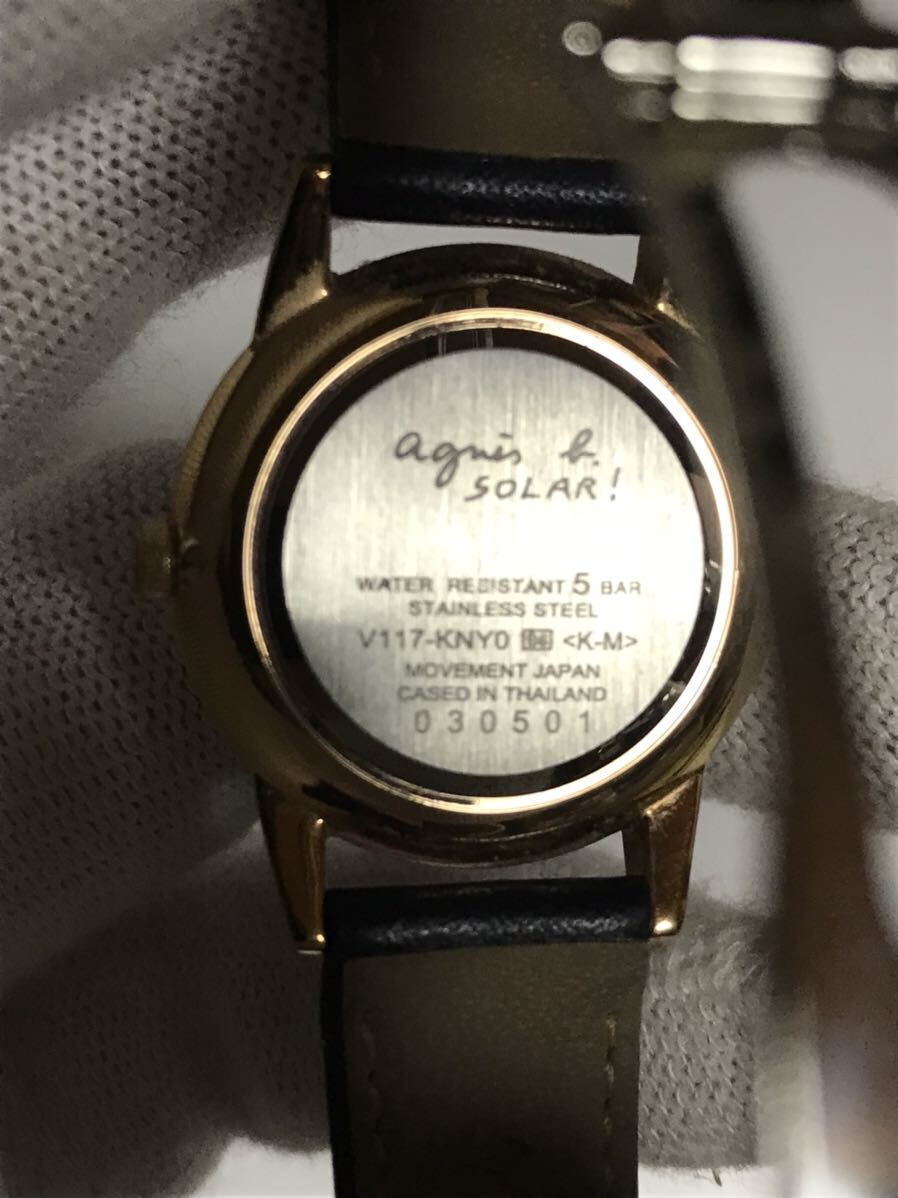 agnès b.
SOLAR!
WATER RESISTANT 5 BAR
STAINLESS STEEL
V117-KNY0 <K-M>
MOVEMENT JAPAN
CASED IN THAILAND
030501